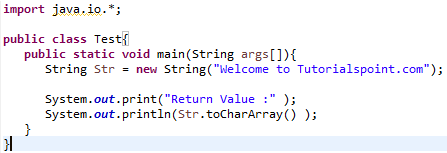 import java.io.*;
public class Test{
public static void main(String args[]){
String Str = new String("Welcome to Tutorialspoint.com");
System.out.print("Return Value :" );
System.out.println(Str.toCharArray() );
}
}